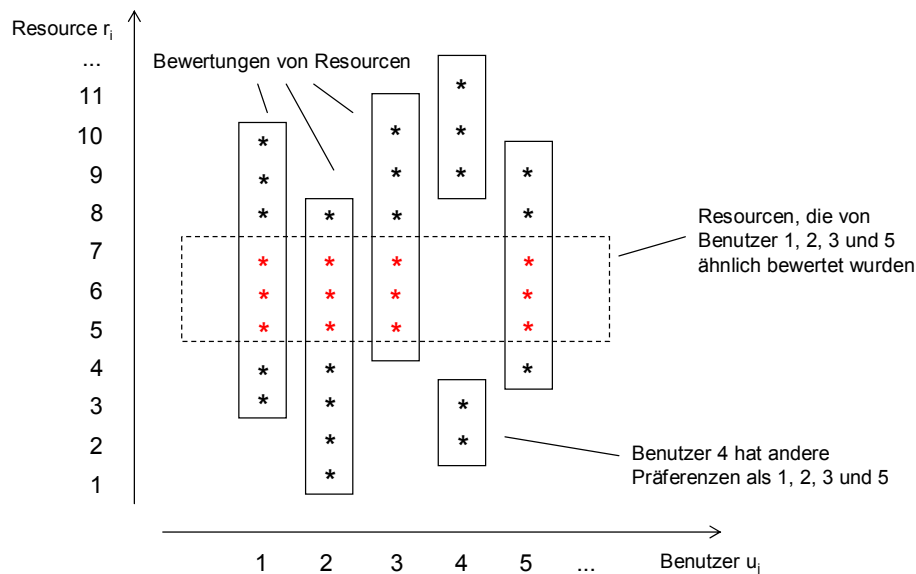 Resource ri
Bewertungen von Resourcen
...
11
10
9
8
7
6
5
4
3
2
1
Resourcen, die von
Benutzer 1, 2, 3 und 5
ähnlich bewertet wurden
Benutzer 4 hat andere
Präferenzen als 1, 2, 3 und 5
1 2 3 4 5 ...
Benutzer uj